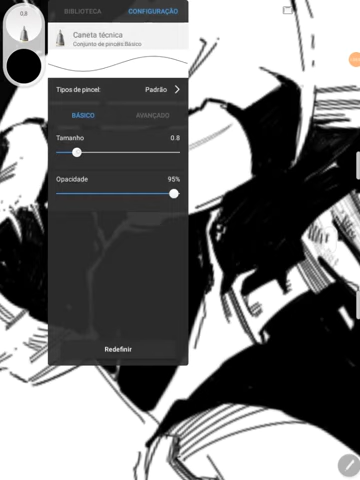 0.8
BIBLIOTECA
CONFIGURAÇÃO
Caneta técnica
Conjunto de pincéis Básico
Tipos de pincel:
Padrão
BÁSICO
AVANÇADO
Tamanho
0.8
Opacidade
95%
Redefinir